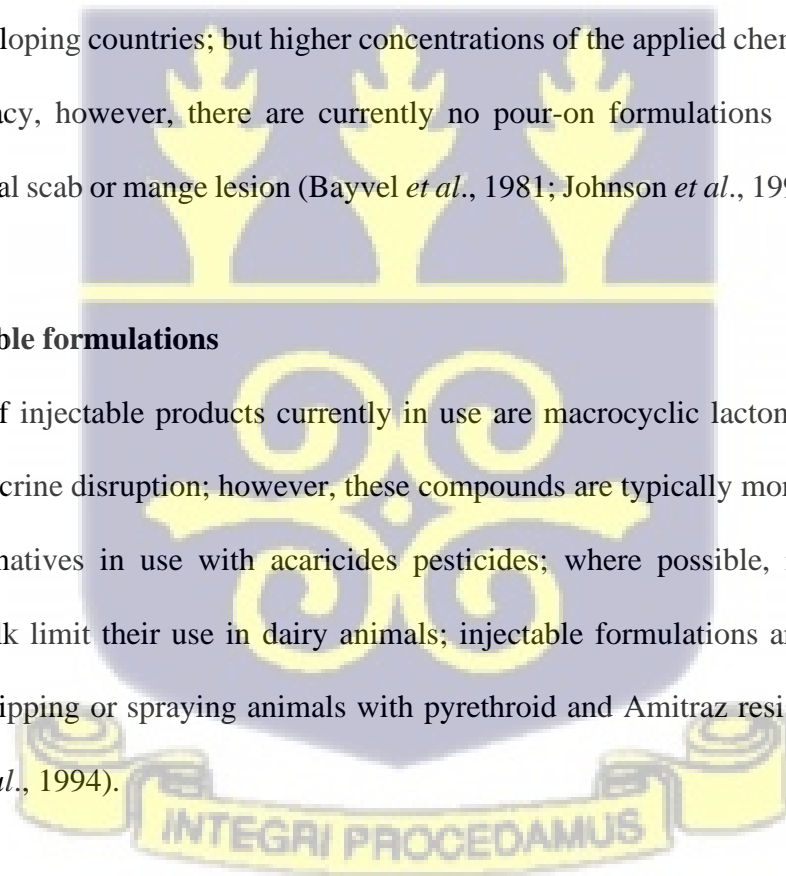 loping countries; but higher concentrations of the applied cher
acy, however, there are currently no pour-on formulations
al scab or mange lesion (Bayvel et al., 1981; Johnson et al., 199
ble formulations
f injectable products currently in use are macrocyclic lacton
crine disruption; however, these compounds are typically mor
natives in use with acaricides pesticides; where possible,
lk limit their use in dairy animals; injectable formulations a
ipping or spraying animals with pyrethroid and Amitraz resi
al., 1994).
INTEGRI PROCEDAMUS